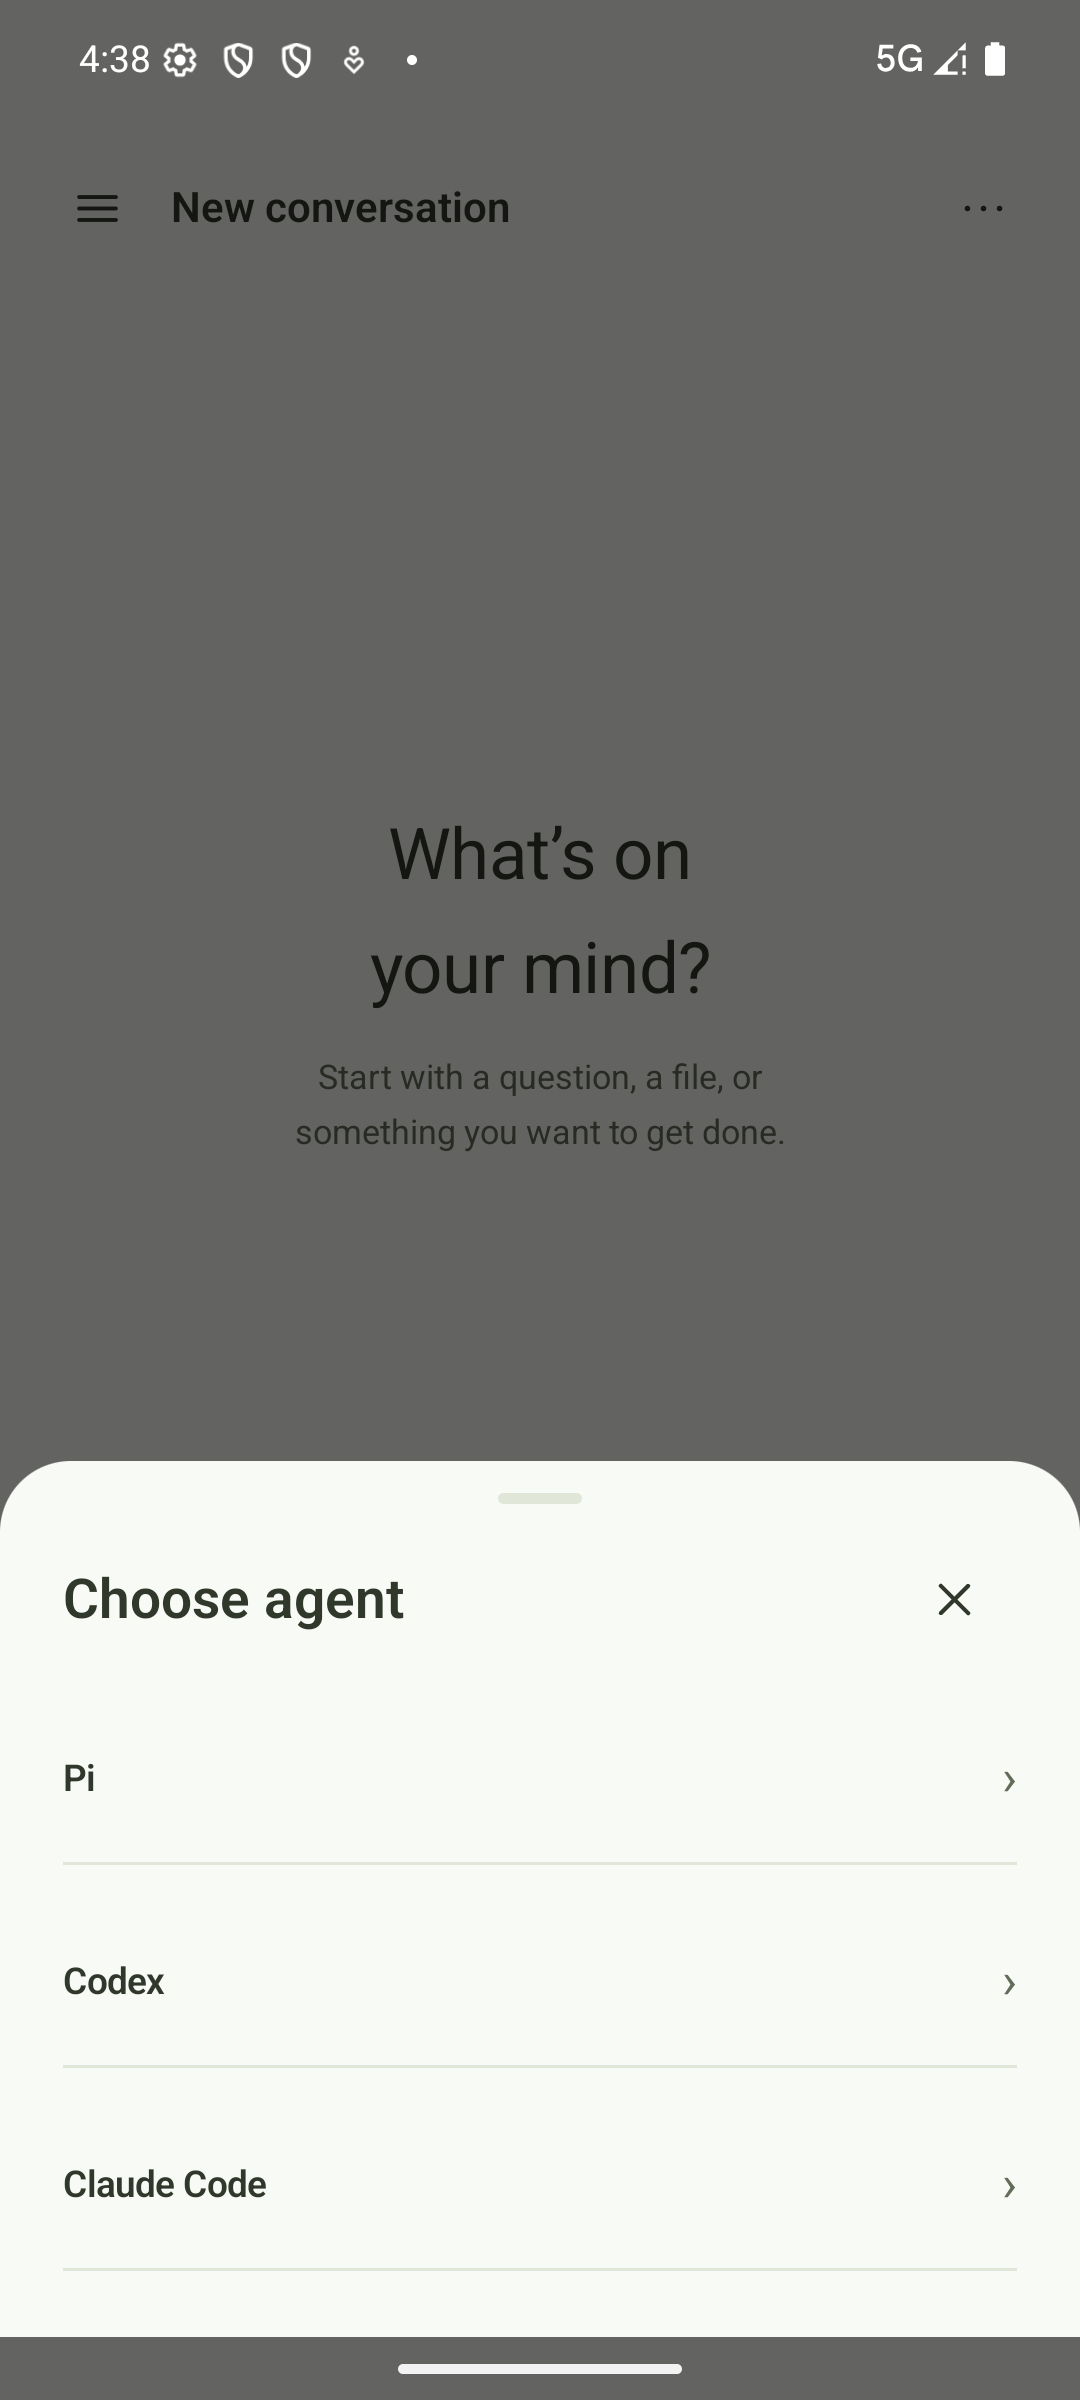 4:38
5G
New conversation
What’s on
your mind?
Start with a question, a file, or
something you want to get done.
Choose agent
Pi
Codex
Claude Code